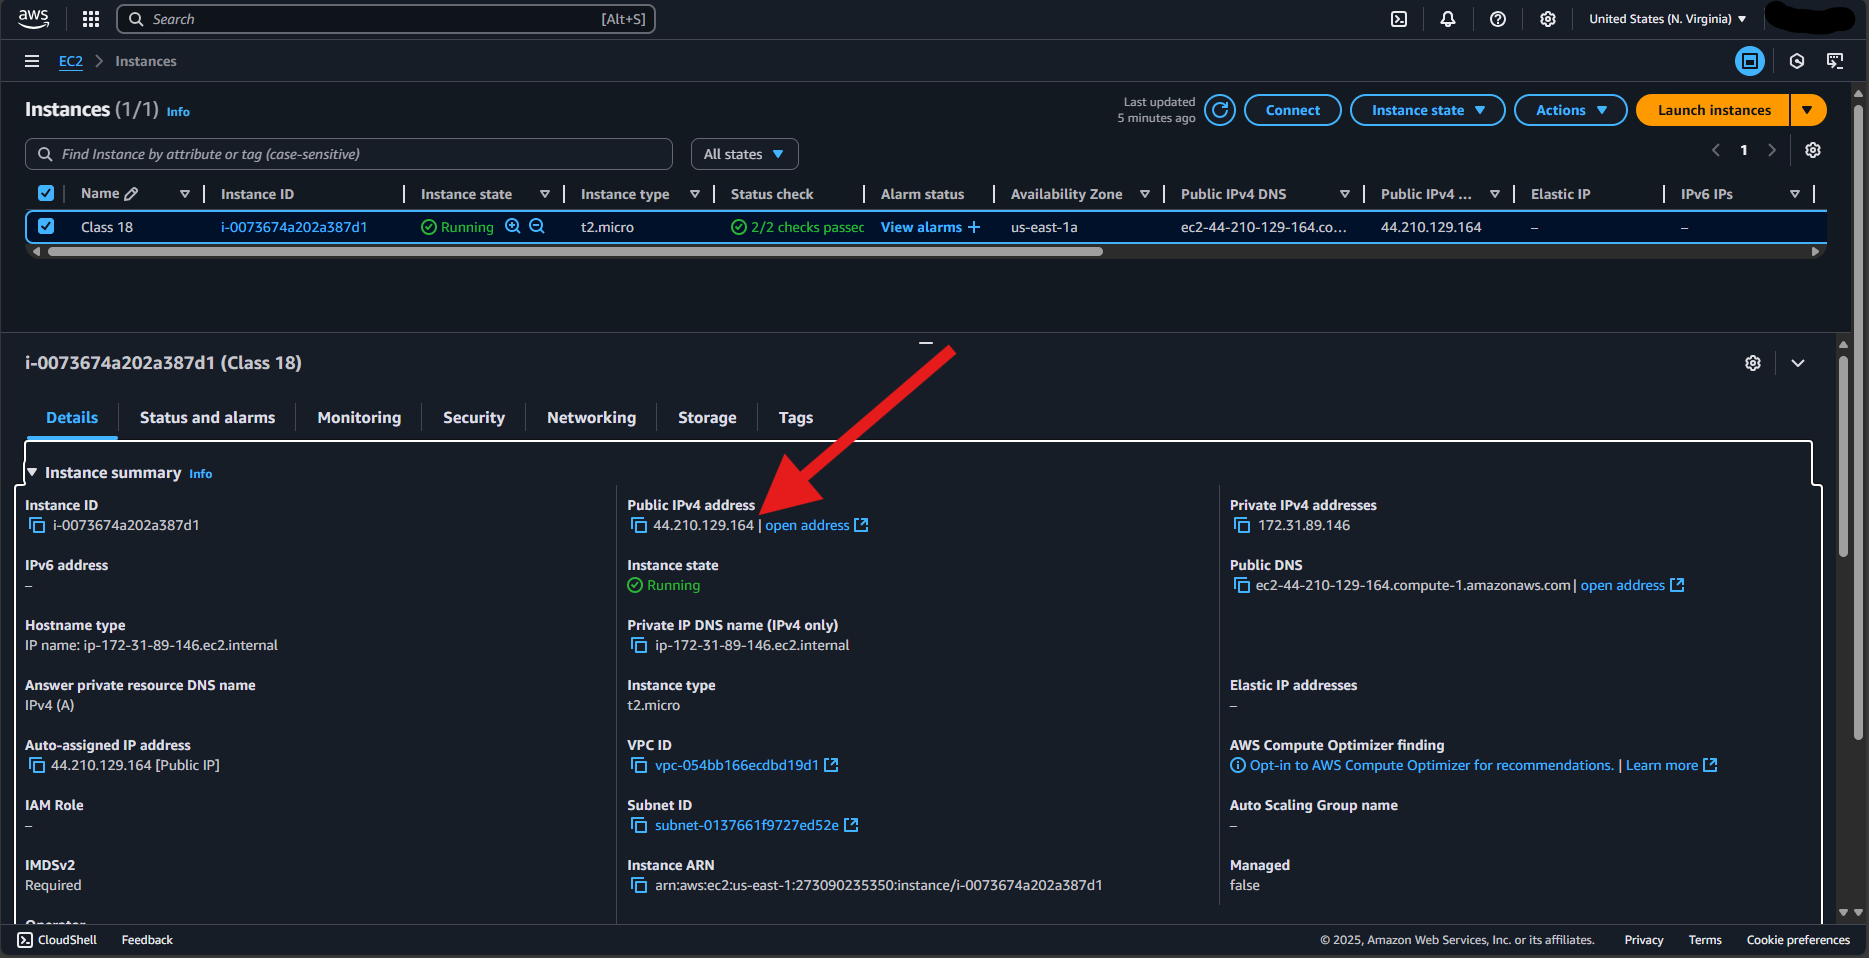 aws
Search [Alt+S]
United States (N. Virginia)
EC2 > Instances
Instances (1/1) Info
Last updated
5 minutes ago
Connect
Instance state
Actions
Launch instances
Find Instance by attribute or tag (case-sensitive)
All states
1
Name Instance ID Instance state Instance type Status check Alarm status Availability Zone Public IPv4 DNS Public IPv4 ... Elastic IP IPv6 IPs
Class 18 i-0073674a202a387d1 Running t2.micro 2/2 checks passec View alarms + us-east-1a ec2-44-210-129-164.co... 44.210.129.164 – –
i-0073674a202a387d1 (Class 18)
Details Status and alarms Monitoring Security Networking Storage Tags
Instance summary Info
Instance ID
i-0073674a202a387d1
Public IPv4 address
44.210.129.164 | open address
Private IPv4 addresses
172.31.89.146
IPv6 address
–
Instance state
Running
Public DNS
ec2-44-210-129-164.compute-1.amazonaws.com | open address
Hostname type
IP name: ip-172-31-89-146.ec2.internal
Private IP DNS name (IPv4 only)
ip-172-31-89-146.ec2.internal
Answer private resource DNS name
IPv4 (A)
Instance type
t2.micro
Elastic IP addresses
–
Auto-assigned IP address
44.210.129.164 [Public IP]
VPC ID
vpc-054bb166ecdbd19d1
AWS Compute Optimizer finding
Opt-in to AWS Compute Optimizer for recommendations. | Learn more
IAM Role
–
Subnet ID
subnet-0137661f9727ed52e
Auto Scaling Group name
–
IMDSv2
Required
Instance ARN
arn:aws:ec2:us-east-1:273090235350:instance/i-0073674a202a387d1
Managed
false
CloudShell Feedback
© 2025, Amazon Web Services, Inc. or its affiliates. Privacy Terms Cookie preferences